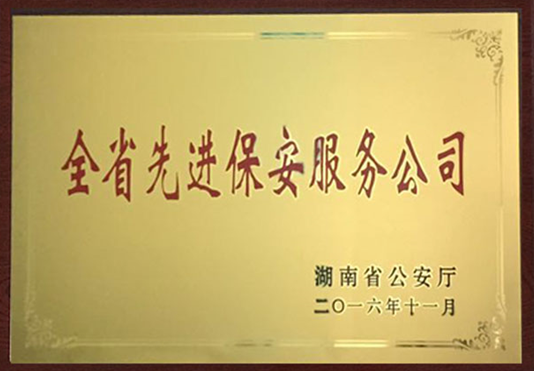 全省先进保安服务公司
湖南省公安厅
二〇一六年十一月